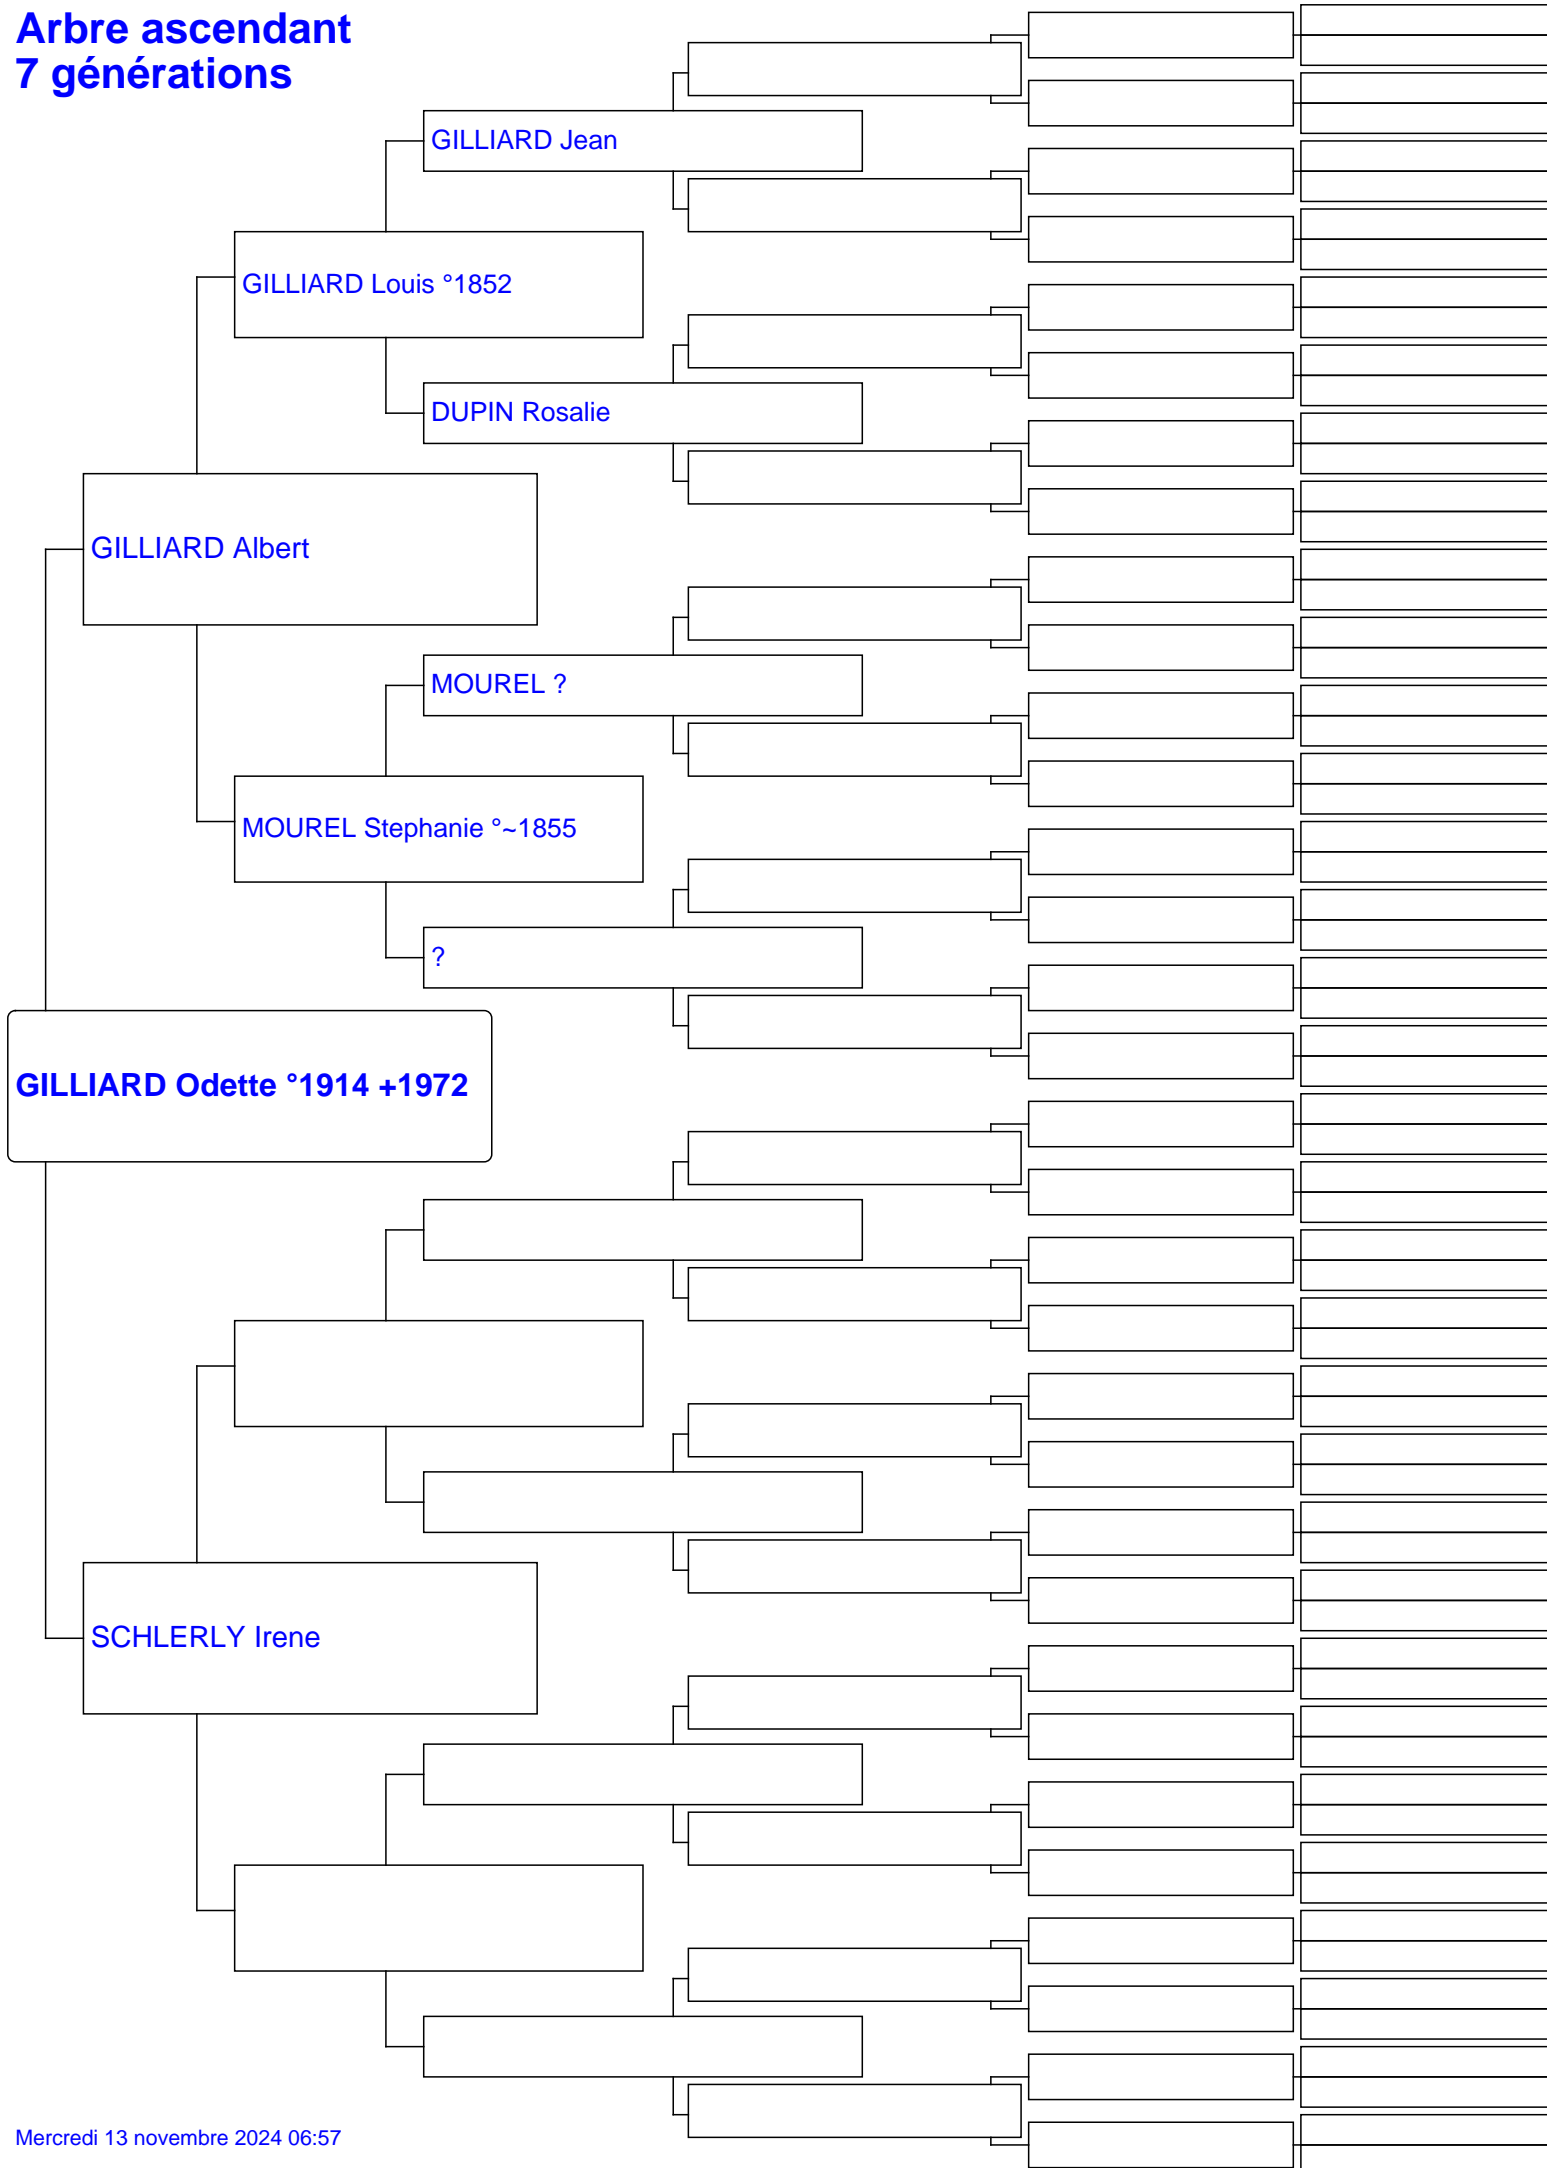 Arbre ascendant
7 générations
GILLIARD Jean
GILLIARD Louis °1852
DUPIN Rosalie
GILLIARD Albert
MOUREL ?
MOUREL Stephanie °~1855
?
GILLIARD Odette °1914 +1972
SCHLERLY Irene
Mercredi 13 novembre 2024 06:57